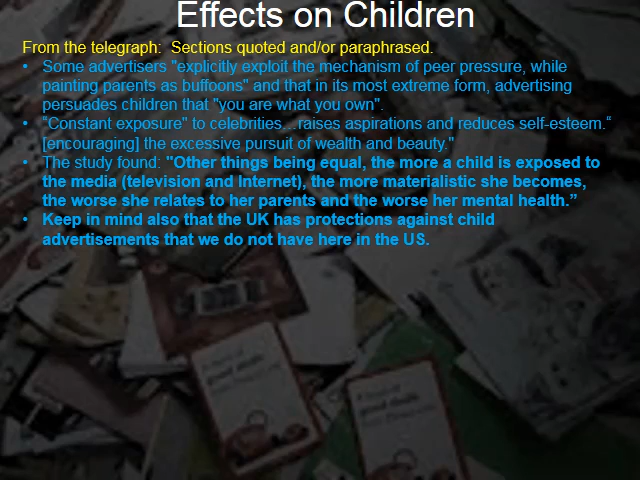 Effects on Children
From the telegraph:  Sections quoted and/or paraphrased.
• Some advertisers "explicitly exploit the mechanism of peer pressure, while
painting parents as buffoons" and that in its most extreme form, advertising
persuades children that "you are what you own".
• “Constant exposure" to celebrities...raises aspirations and reduces self-esteem.“
[encouraging] the excessive pursuit of wealth and beauty."
• The study found: "Other things being equal, the more a child is exposed to
the media (television and Internet), the more materialistic she becomes,
the worse she relates to her parents and the worse her mental health.”
• Keep in mind also that the UK has protections against child
advertisements that we do not have here in the US.